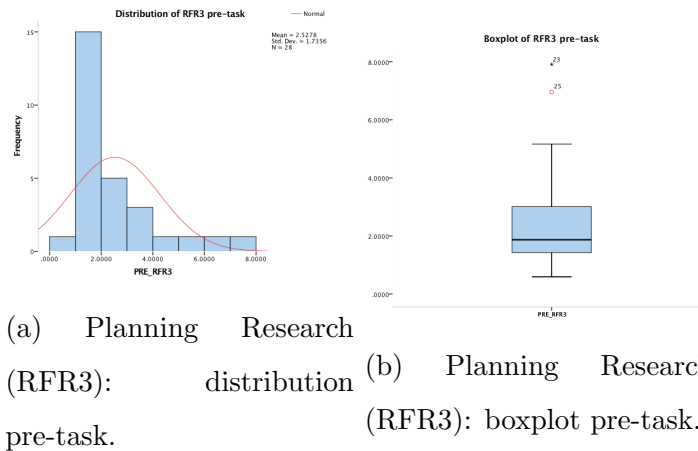 Distribution of RFR3 pre-task
Normal
Mean = 2.5278
Std. Dev. = 1.7356
N = 28
15
10
5
0
Frequency
.0000 2.0000 4.0000 6.0000 8.0000
PRE_RFR3
(a) Planning Research
(RFR3): distribution
pre-task.
Boxplot of RFR3 pre-task
8.0000
6.0000
4.0000
2.0000
.0000
23
*
25
PRE_RFR3
(b) Planning Researc
(RFR3): boxplot pre-task.